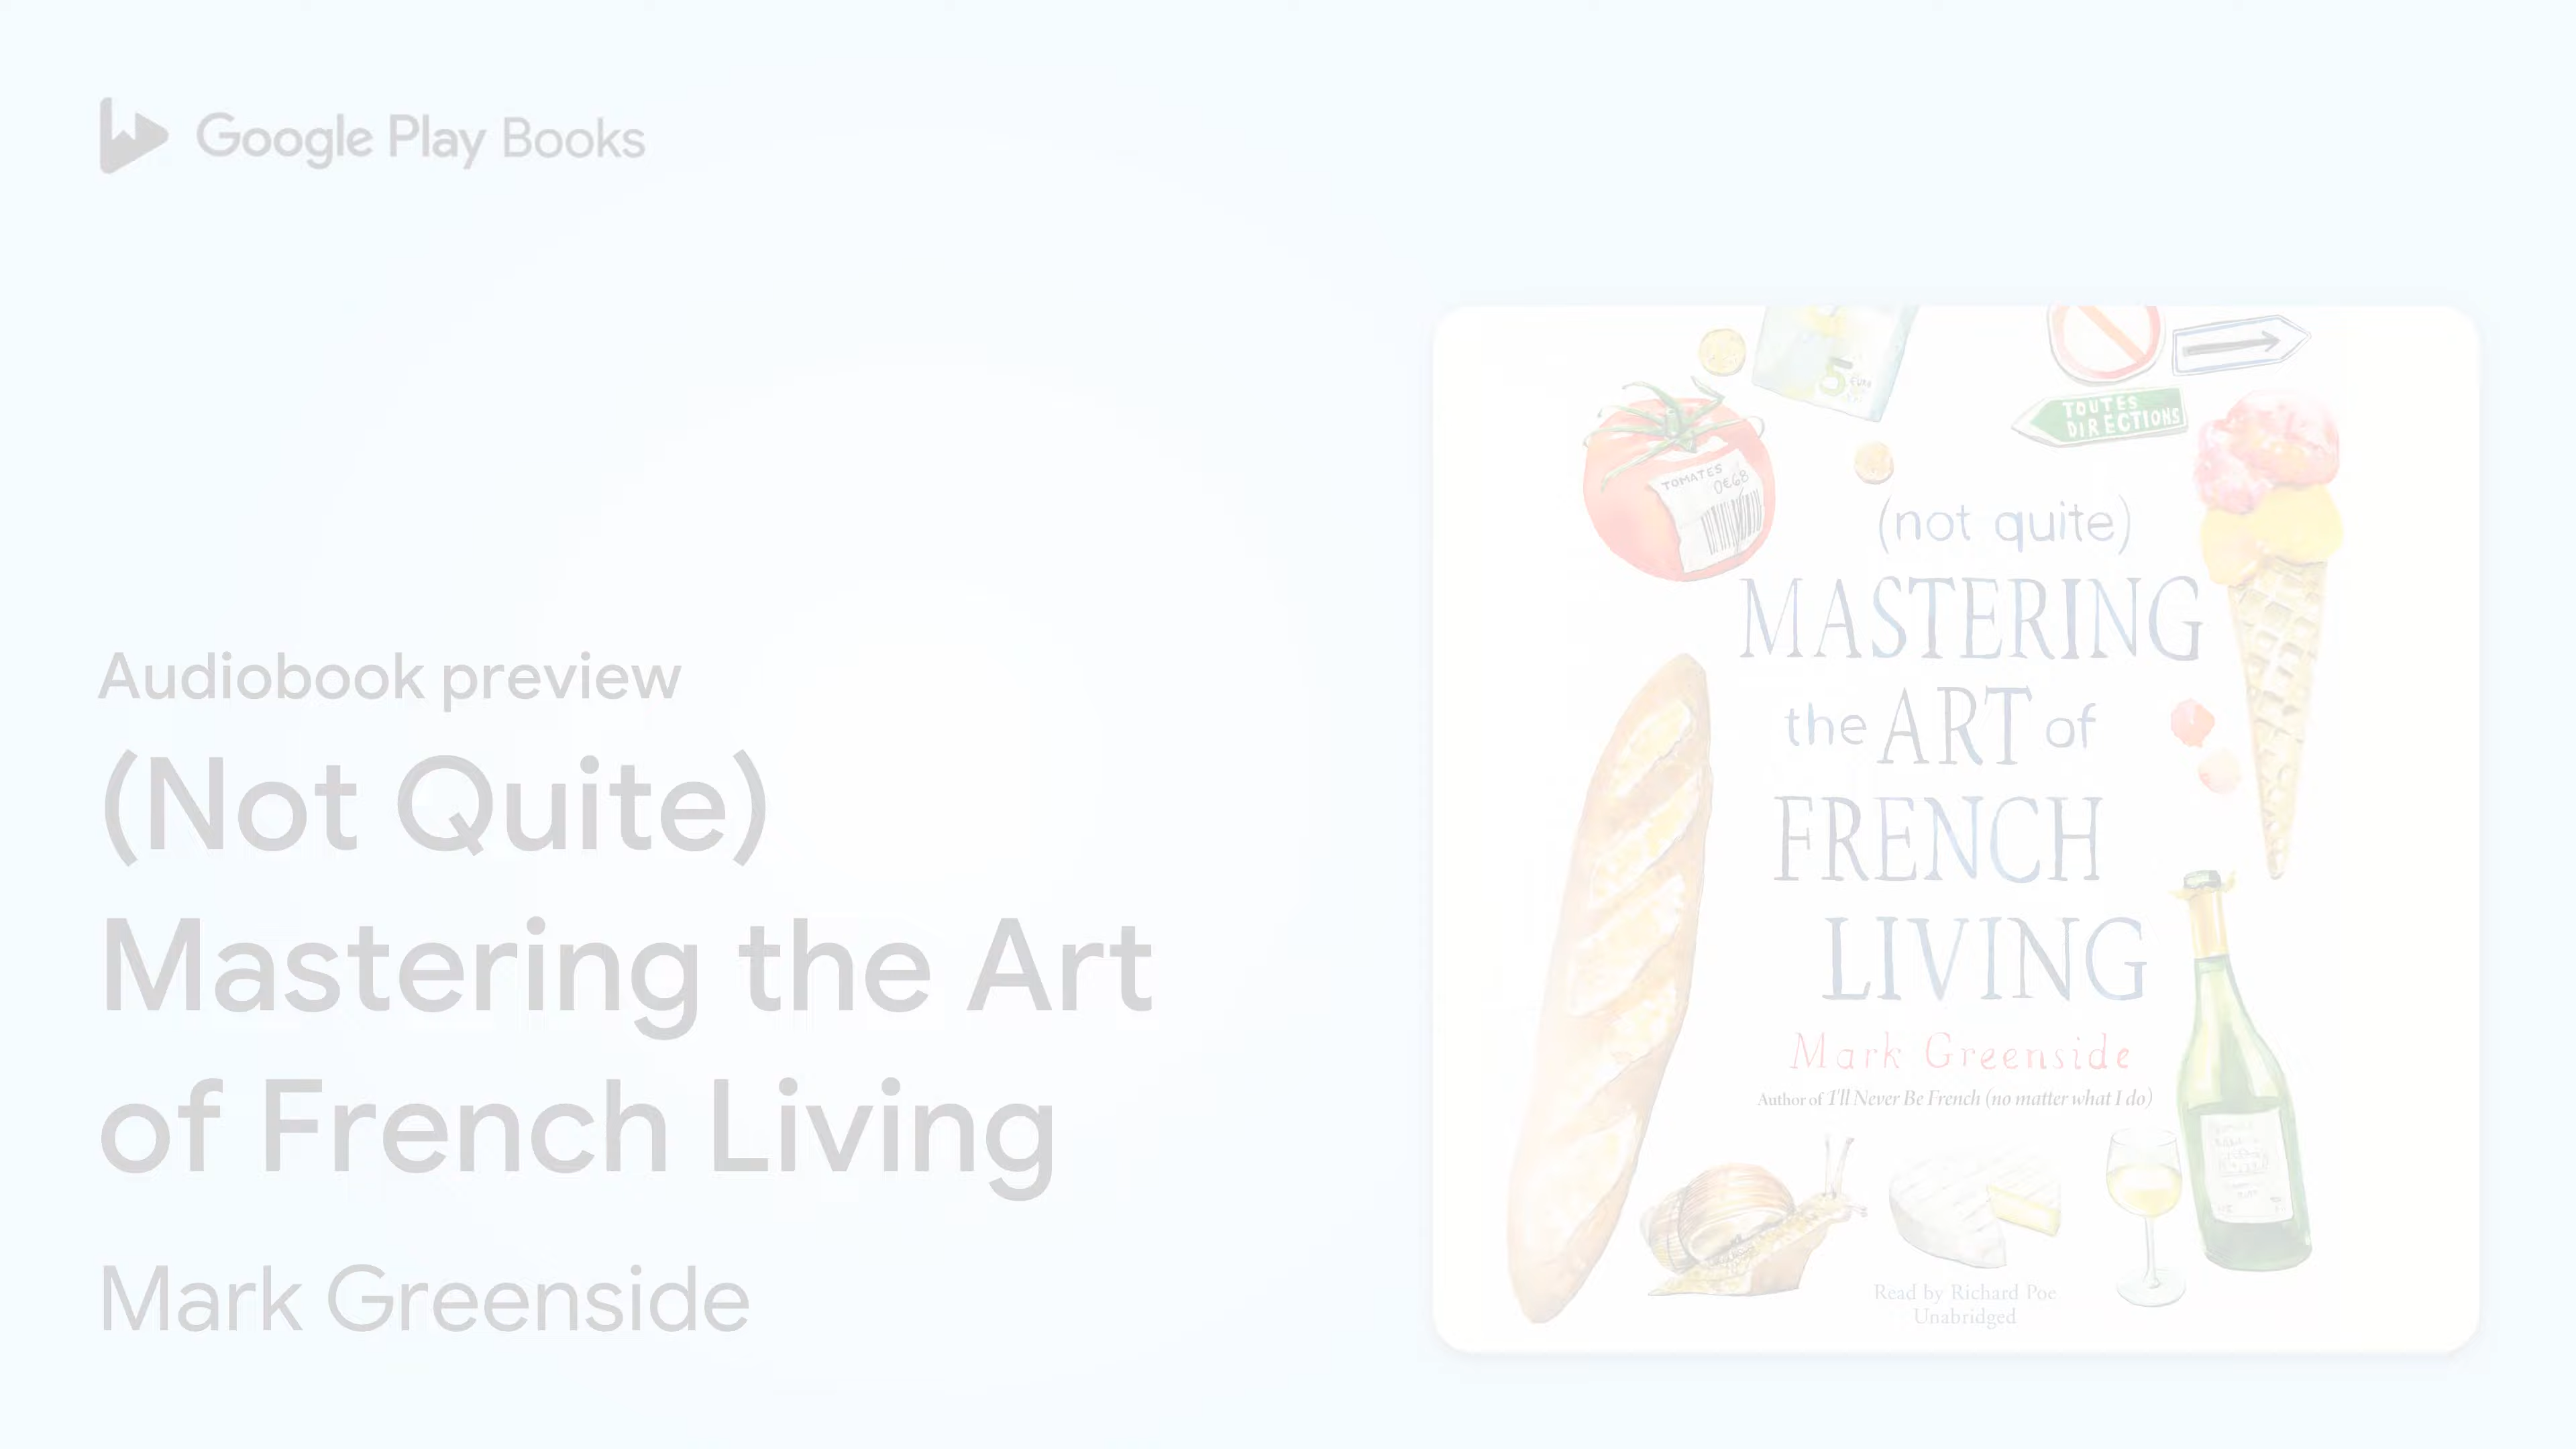 Google Play Books
Audiobook preview
(Not Quite)
Mastering the Art
of French Living
Mark Greenside
5
EURO
TOUTES
DIRECTIONS
TOMATES
0€68
(not quite)
MASTERING
the ART of
FRENCH
LIVING
Mark Greenside
Author of I'll Never Be French (no matter what I do)
Read by Richard Poe
Unabridged